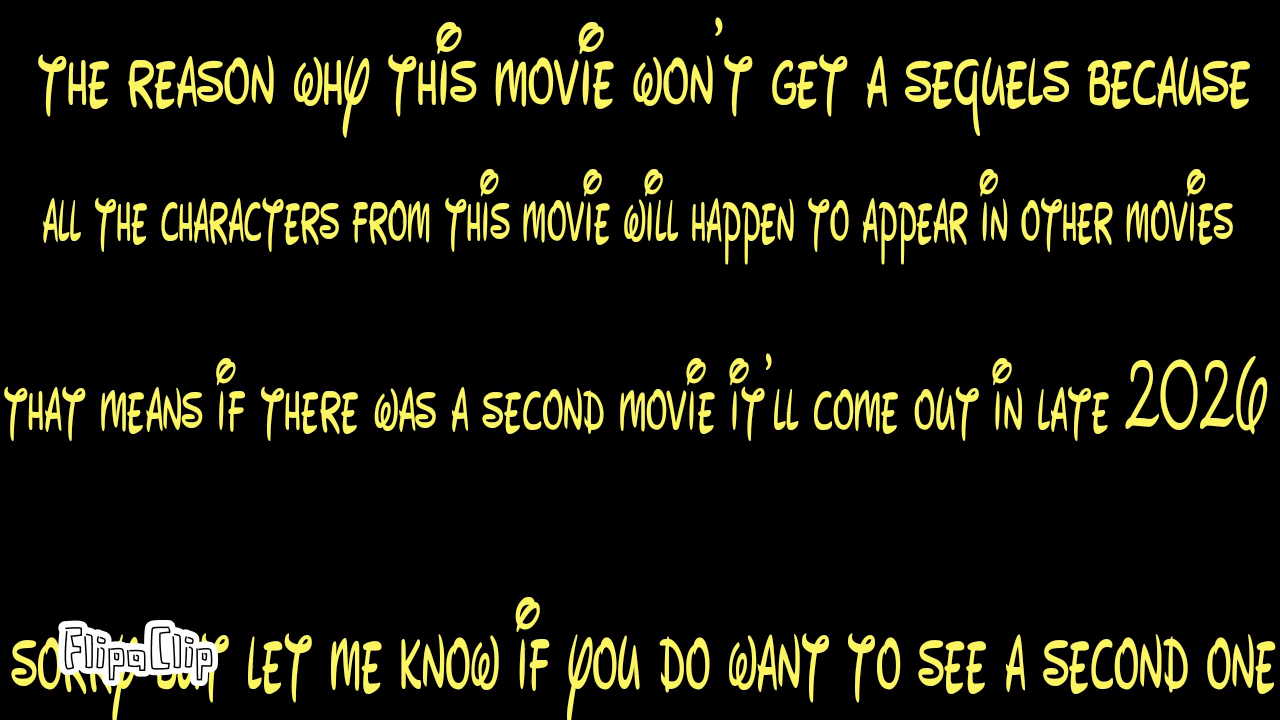 THE REASON WHY THIS MOVIE WON'T GET A SEQUELS BECAUSE
ALL THE CHARACTERS FROM THIS MOVIE WILL HAPPEN TO APPEAR IN OTHER MOVIES
THAT MEANS IF THERE WAS A SECOND MOVIE IT'LL COME OUT IN LATE 2026
SORRY BUT LET ME KNOW IF YOU DO WANT TO SEE A SECOND ONE
FlipaClip